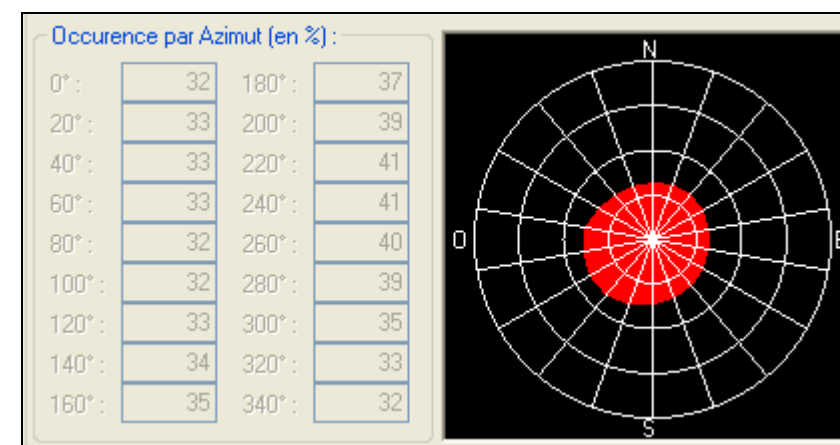 Occurence par Azimut (en %) :
0° : 32 180° : 37
20° : 33 200° : 39
40° : 33 220° : 41
60° : 33 240° : 41
80° : 32 260° : 40
100° : 32 280° : 39
120° : 33 300° : 35
140° : 34 320° : 33
160° : 35 340° : 32
N
O E
S